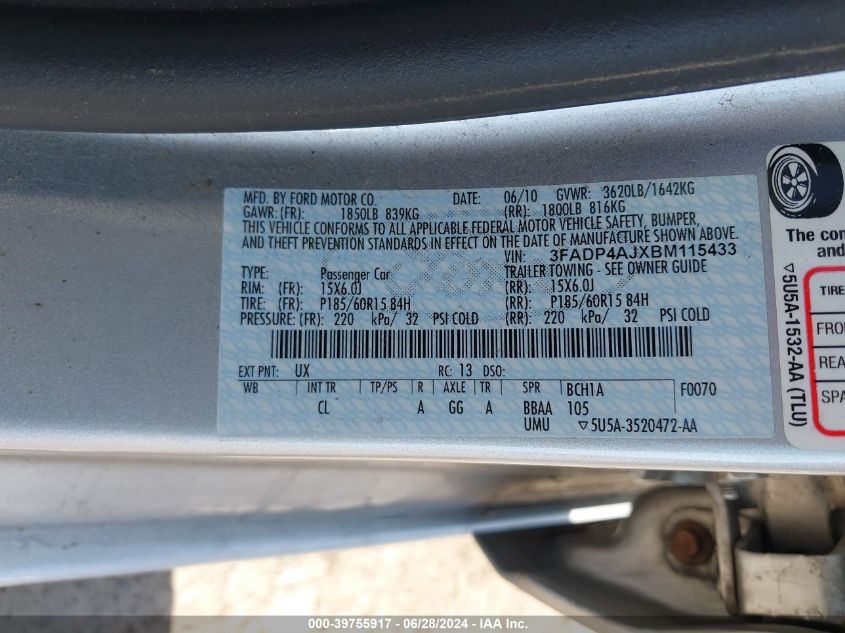 MFD. BY FORD MOTOR CO. DATE: 06/10 GVWR: 3620LB/1642KG
GAWR: (FR): 1850LB 839KG (RR): 1800LB 816KG
THIS VEHICLE CONFORMS TO ALL APPLICABLE FEDERAL MOTOR VEHICLE SAFETY, BUMPER,
AND THEFT PREVENTION STANDARDS IN EFFECT ON THE DATE OF MANUFACTURE SHOWN ABOVE.
VIN: 3FADP4AJXBM115433
TYPE: Passenger Car TRAILER TOWING - SEE OWNER GUIDE
RIM: (FR): 15X6.0J (RR): 15X6.0J
TIRE: (FR): P185/60R15 84H (RR): P185/60R15 84H
PRESSURE: (FR): 220 kPa/ 32 PSI COLD (RR): 220 kPa/ 32 PSI COLD
EXT PNT: UX RC: 13 DSO:
WB INT TR TP/PS R AXLE TR SPR BCH1A F0070
CL A GG A BBAA 105
UMU ▽5U5A-3520472-AA
The
and
▽5U5A-1532-AA (TLU)
TIRE
000-39755917 - 06/28/2024 - IAA Inc.